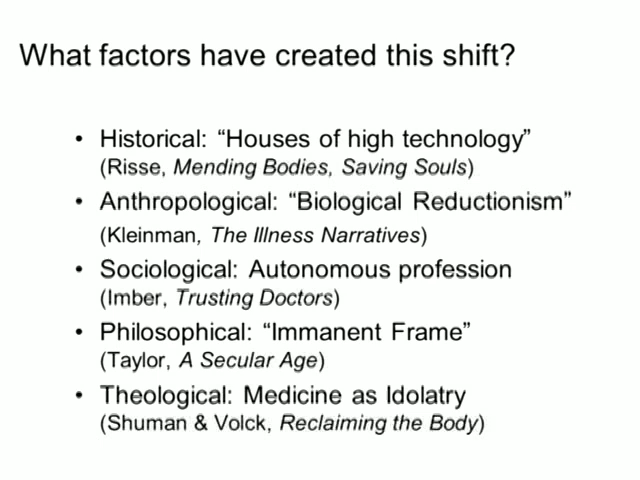 What factors have created this shift?
• Historical: “Houses of high technology”
(Risse, Mending Bodies, Saving Souls)
• Anthropological: “Biological Reductionism”
(Kleinman, The Illness Narratives)
• Sociological: Autonomous profession
(Imber, Trusting Doctors)
• Philosophical: “Immanent Frame”
(Taylor, A Secular Age)
• Theological: Medicine as Idolatry
(Shuman & Volck, Reclaiming the Body)